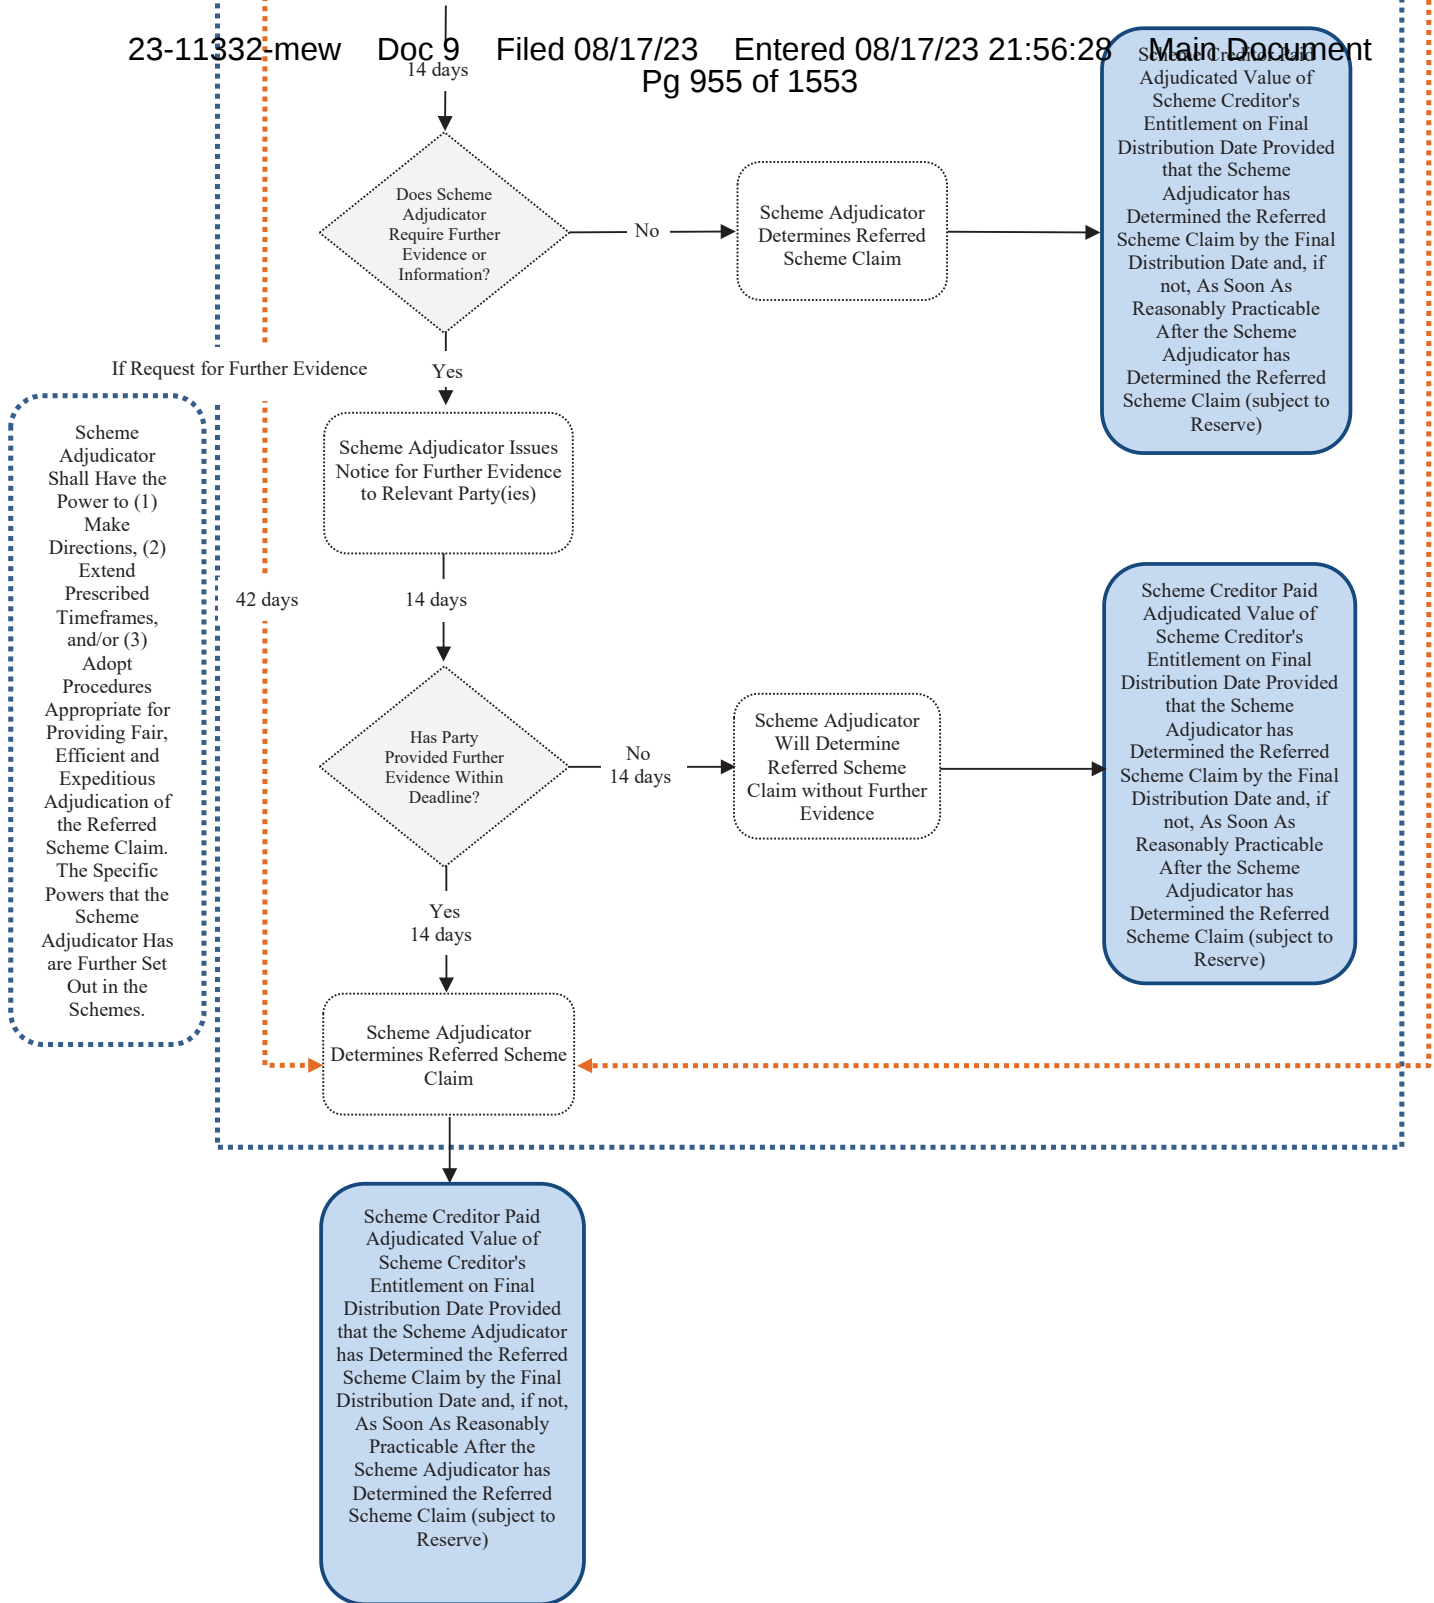 23-11332-mew Doc 9 Filed 08/17/23 Entered 08/17/23 21:56:28 Main Document
Pg 955 of 1553
14 days
Does Scheme
Adjudicator
Require Further
Evidence or
Information?
No
Scheme Adjudicator
Determines Referred
Scheme Claim
Scheme Creditor Paid
Adjudicated Value of
Scheme Creditor's
Entitlement on Final
Distribution Date Provided
that the Scheme
Adjudicator has
Determined the Referred
Scheme Claim by the Final
Distribution Date and, if
not, As Soon As
Reasonably Practicable
After the Scheme
Adjudicator has
Determined the Referred
Scheme Claim (subject to
Reserve)
If Request for Further Evidence
Yes
Scheme
Adjudicator
Shall Have the
Power to (1)
Make
Directions, (2)
Extend
Prescribed
Timeframes,
and/or (3)
Adopt
Procedures
Appropriate for
Providing Fair,
Efficient and
Expeditious
Adjudication of
the Referred
Scheme Claim.
The Specific
Powers that the
Scheme
Adjudicator Has
are Further Set
Out in the
Schemes.
Scheme Adjudicator Issues
Notice for Further Evidence
to Relevant Party(ies)
42 days
14 days
Has Party
Provided Further
Evidence Within
Deadline?
No
14 days
Scheme Adjudicator
Will Determine
Referred Scheme
Claim without Further
Evidence
Scheme Creditor Paid
Adjudicated Value of
Scheme Creditor's
Entitlement on Final
Distribution Date Provided
that the Scheme
Adjudicator has
Determined the Referred
Scheme Claim by the Final
Distribution Date and, if
not, As Soon As
Reasonably Practicable
After the Scheme
Adjudicator has
Determined the Referred
Scheme Claim (subject to
Reserve)
Yes
14 days
Scheme Adjudicator
Determines Referred Scheme
Claim
Scheme Creditor Paid
Adjudicated Value of
Scheme Creditor's
Entitlement on Final
Distribution Date Provided
that the Scheme Adjudicator
has Determined the Referred
Scheme Claim by the Final
Distribution Date and, if not,
As Soon As Reasonably
Practicable After the
Scheme Adjudicator has
Determined the Referred
Scheme Claim (subject to
Reserve)